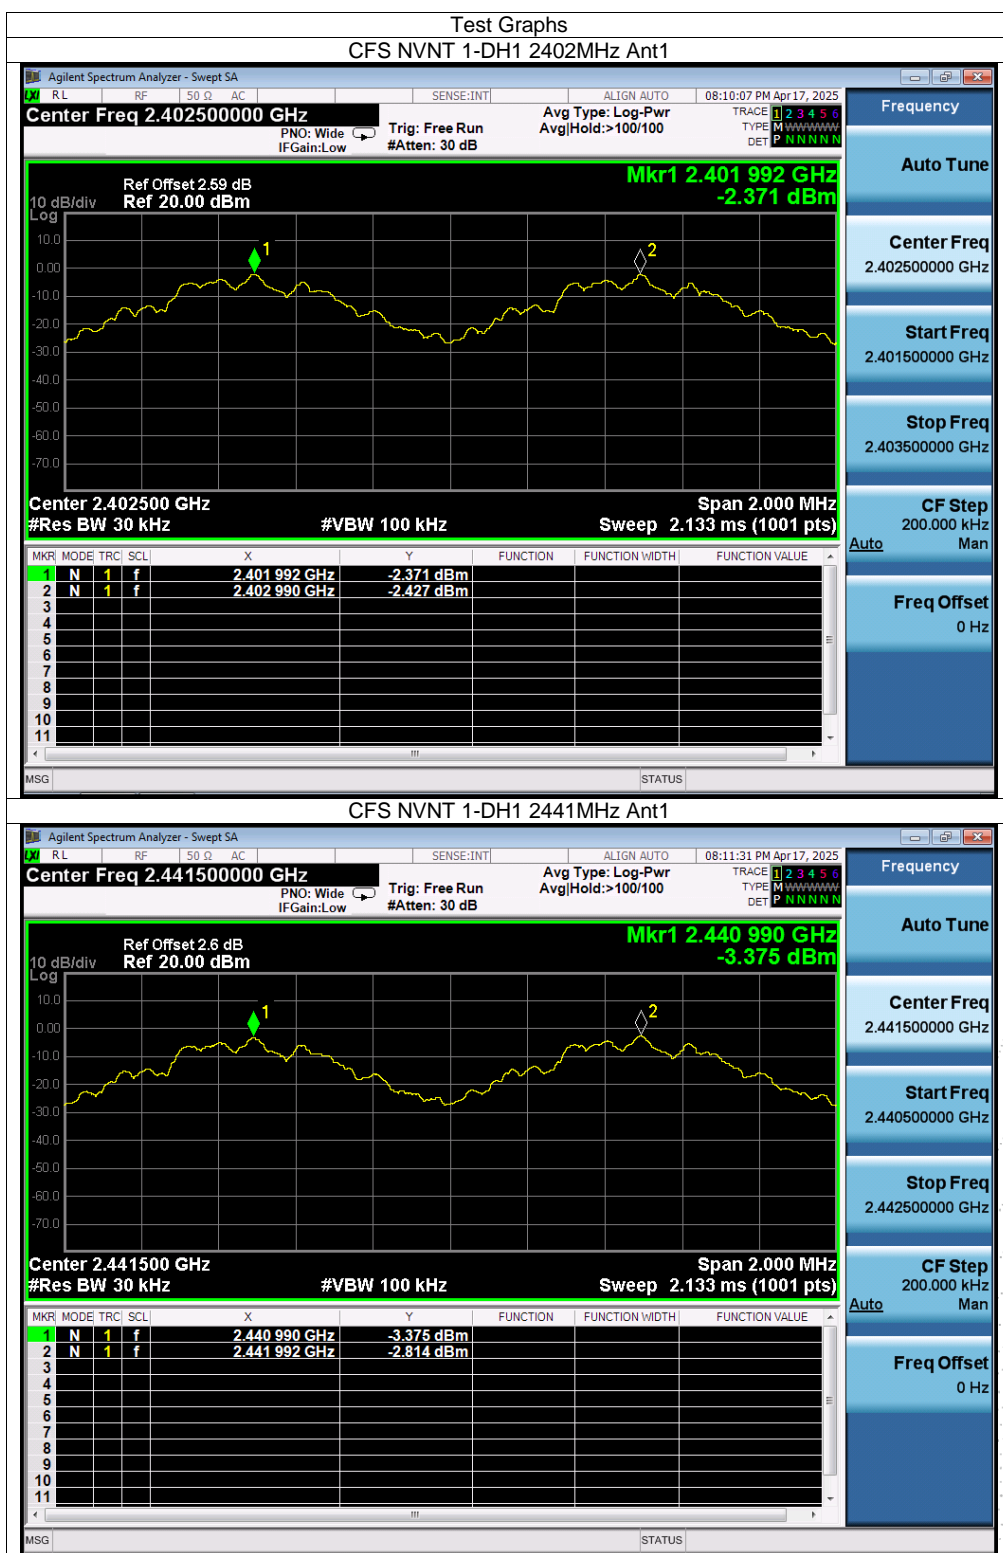 Test Graphs
CFS NVNT 1-DH1 2402MHz Ant1
Agilent Spectrum Analyzer - Swept SA
LXI RL RF 50 Ω AC SENSE:INT ALIGN AUTO 08:10:07 PM Apr 17, 2025
Center Freq 2.402500000 GHz
PNO: Wide
IFGain:Low
Trig: Free Run
#Atten: 30 dB
Avg Type: Log-Pwr
Avg|Hold:>100/100
TRACE 1 2 3 4 5 6
TYPE M WWWWW
DET P N N N N N
Ref Offset 2.59 dB
10 dB/div Ref 20.00 dBm
Log
Mkr1 2.401 992 GHz
-2.371 dBm
10.0
0.00
-10.0
-20.0
-30.0
-40.0
-50.0
-60.0
-70.0
1
2
Center 2.402500 GHz Span 2.000 MHz
#Res BW 30 kHz #VBW 100 kHz Sweep 2.133 ms (1001 pts)
MKR MODE TRC SCL X Y FUNCTION FUNCTION WIDTH FUNCTION VALUE
1 N 1 f 2.401 992 GHz -2.371 dBm
2 N 1 f 2.402 990 GHz -2.427 dBm
3
4
5
6
7
8
9
10
11
MSG STATUS
Frequency
Auto Tune
Center Freq
2.402500000 GHz
Start Freq
2.401500000 GHz
Stop Freq
2.403500000 GHz
CF Step
200.000 kHz
Auto Man
Freq Offset
0 Hz
CFS NVNT 1-DH1 2441MHz Ant1
Agilent Spectrum Analyzer - Swept SA
LXI RL RF 50 Ω AC SENSE:INT ALIGN AUTO 08:11:31 PM Apr 17, 2025
Center Freq 2.441500000 GHz
PNO: Wide
IFGain:Low
Trig: Free Run
#Atten: 30 dB
Avg Type: Log-Pwr
Avg|Hold:>100/100
TRACE 1 2 3 4 5 6
TYPE M WWWWW
DET P N N N N N
Ref Offset 2.6 dB
10 dB/div Ref 20.00 dBm
Log
Mkr1 2.440 990 GHz
-3.375 dBm
10.0
0.00
-10.0
-20.0
-30.0
-40.0
-50.0
-60.0
-70.0
1
2
Center 2.441500 GHz Span 2.000 MHz
#Res BW 30 kHz #VBW 100 kHz Sweep 2.133 ms (1001 pts)
MKR MODE TRC SCL X Y FUNCTION FUNCTION WIDTH FUNCTION VALUE
1 N 1 f 2.440 990 GHz -3.375 dBm
2 N 1 f 2.441 992 GHz -2.814 dBm
3
4
5
6
7
8
9
10
11
MSG STATUS
Frequency
Auto Tune
Center Freq
2.441500000 GHz
Start Freq
2.440500000 GHz
Stop Freq
2.442500000 GHz
CF Step
200.000 kHz
Auto Man
Freq Offset
0 Hz